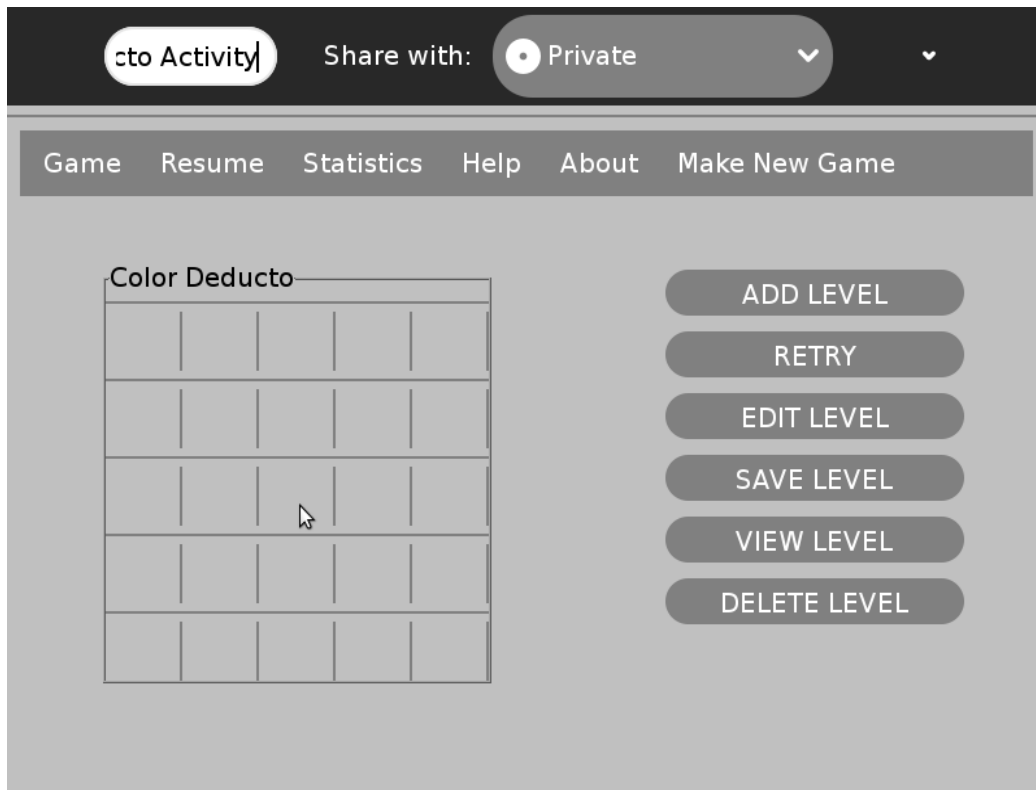 cto Activity Share with: Private
Game Resume Statistics Help About Make New Game
Color Deducto
ADD LEVEL
RETRY
EDIT LEVEL
SAVE LEVEL
VIEW LEVEL
DELETE LEVEL